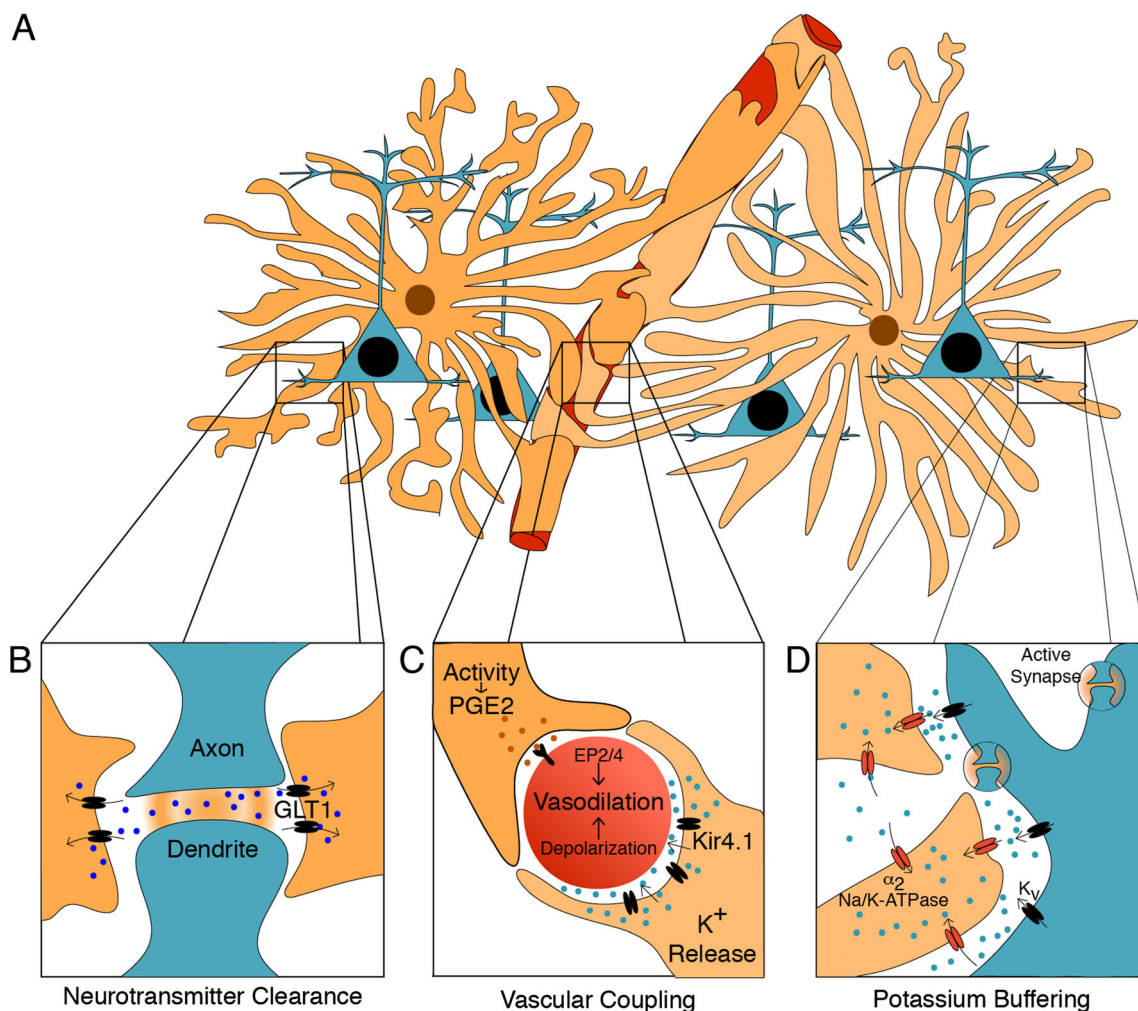 A
B
Axon
GLT1
Dendrite
Neurotransmitter Clearance
C
Activity
PGE2
EP2/4
Vasodilation
Depolarization
Kir4.1
K+
Release
Vascular Coupling
D
Active
Synapse
α2
Na/K-ATPase
Kv
Potassium Buffering